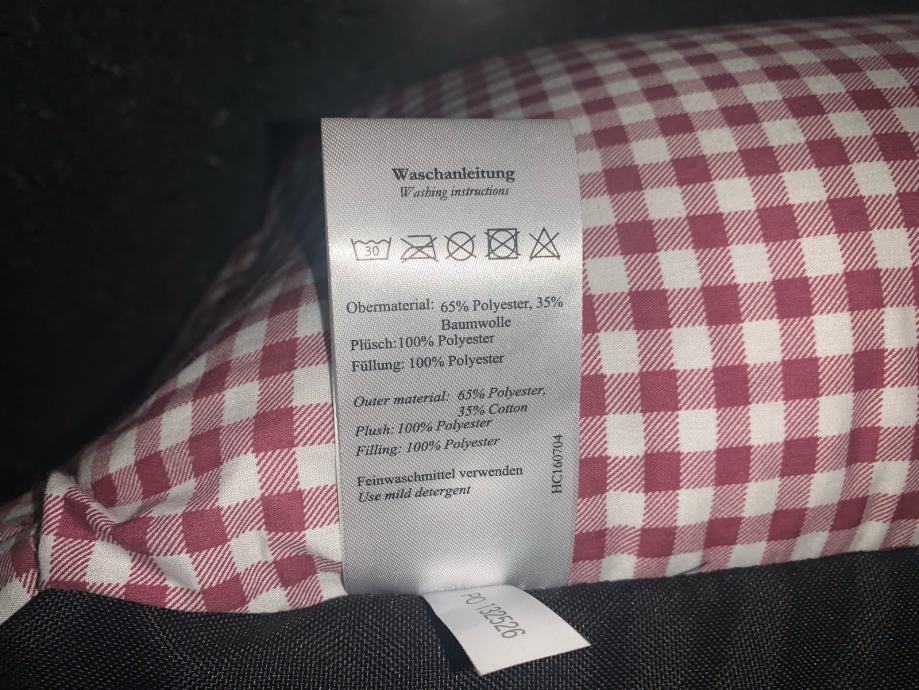 Waschanleitung
Washing instructions
30
Obermaterial: 65% Polyester, 35%
Baumwolle
Plüsch:100% Polyester
Füllung: 100% Polyester
Outer material: 65% Polyester,
35% Cotton
Plush: 100% Polyester
Filling: 100% Polyester
Feinwaschmittel verwenden
Use mild detergent
HC160704
PO 132526